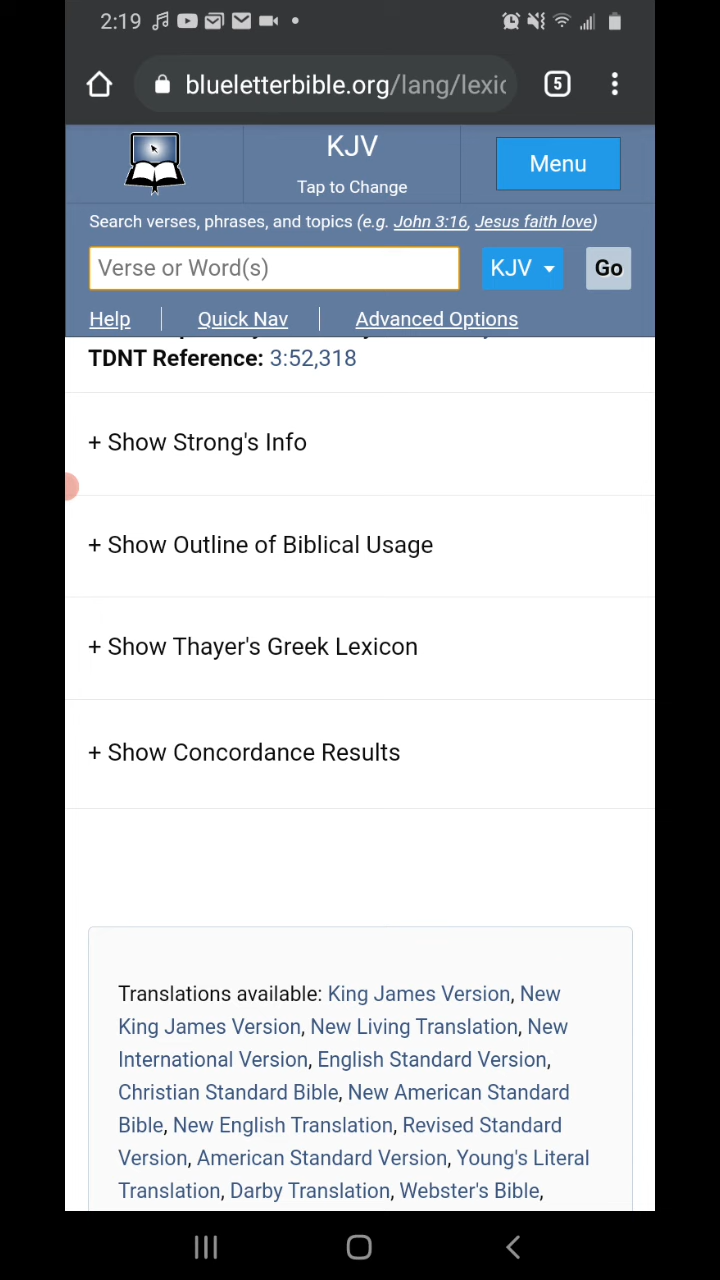 2:19
5
blueletterbible.org/lang/lexic
KJV
Tap to Change
Menu
Search verses, phrases, and topics (e.g. John 3:16, Jesus faith love)
Verse or Word(s)
KJV
Go
Help
Quick Nav
Advanced Options
TDNT Reference: 3:52,318
+ Show Strong's Info
+ Show Outline of Biblical Usage
+ Show Thayer's Greek Lexicon
+ Show Concordance Results
Translations available: King James Version, New
King James Version, New Living Translation, New
International Version, English Standard Version,
Christian Standard Bible, New American Standard
Bible, New English Translation, Revised Standard
Version, American Standard Version, Young's Literal
Translation, Darby Translation, Webster's Bible,